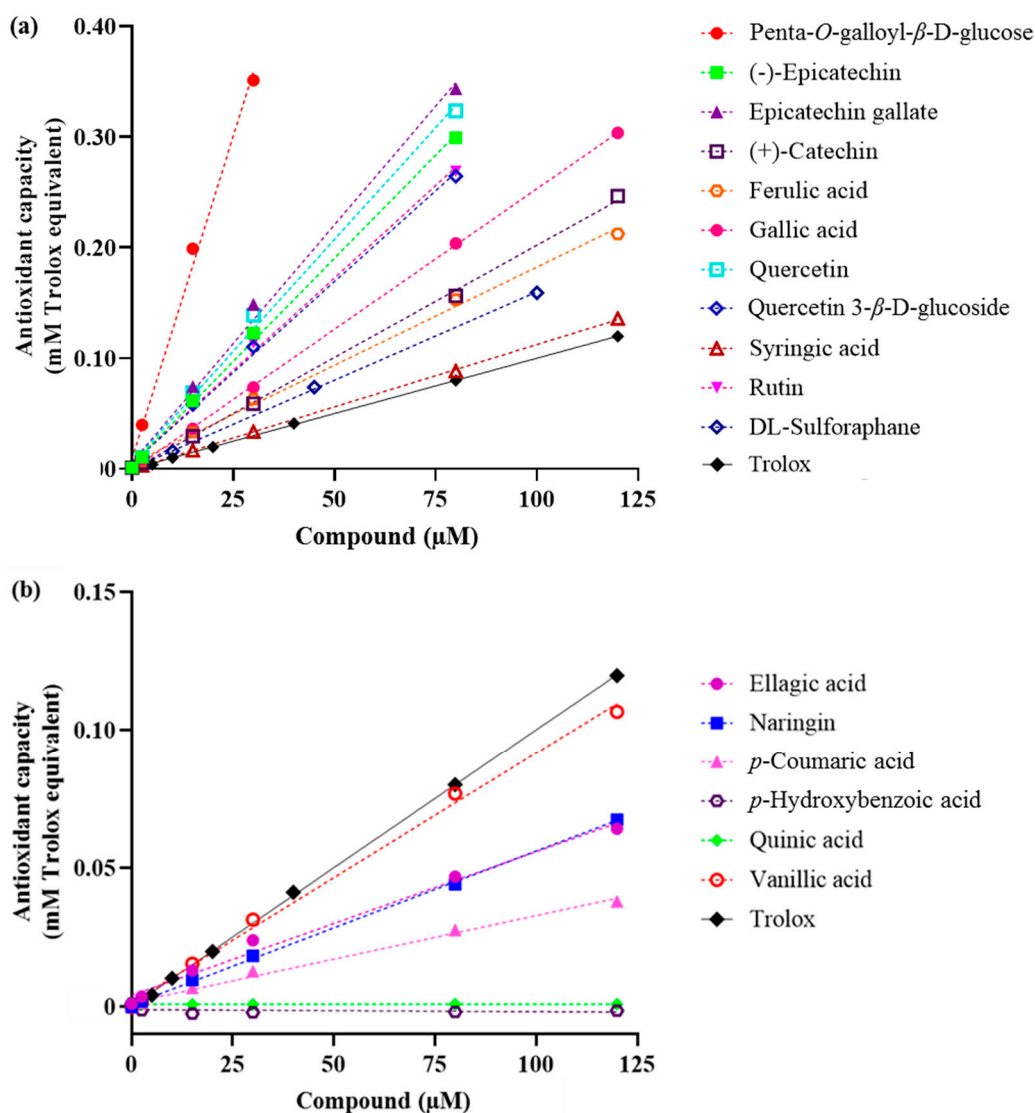 (a)
Antioxidant capacity
(mM Trolox equivalent)
0.40
0.30
0.20
0.10
0
0
25
50
75
100
125
Compound (μM)
Penta-O-galloyl-β-D-glucose
(-)-Epicatechin
Epicatechin gallate
(+)-Catechin
Ferulic acid
Gallic acid
Quercetin
Quercetin 3-β-D-glucoside
Syringic acid
Rutin
DL-Sulforaphane
Trolox
(b)
Antioxidant capacity
(mM Trolox equivalent)
0.15
0.10
0.05
0
0
25
50
75
100
125
Compound (μM)
Ellagic acid
Naringin
p-Coumaric acid
p-Hydroxybenzoic acid
Quinic acid
Vanillic acid
Trolox